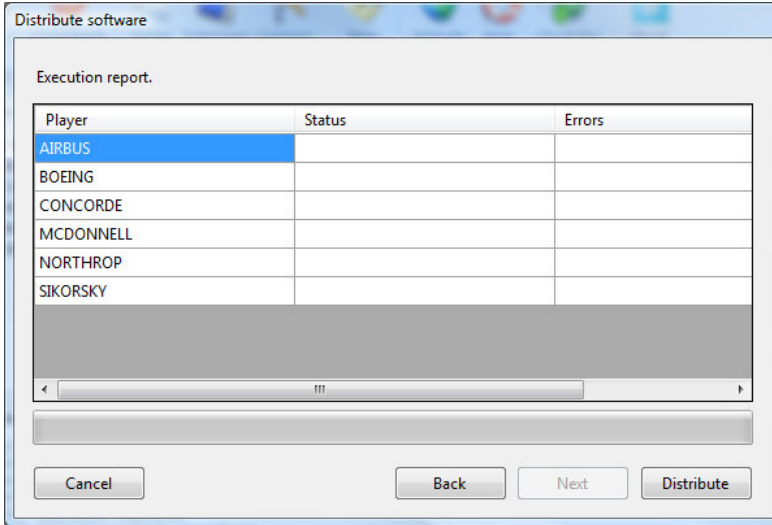 Distribute software
Execution report.
Player Status Errors
AIRBUS
BOEING
CONCORDE
MCDONNELL
NORTHROP
SIKORSKY
Cancel Back Next Distribute